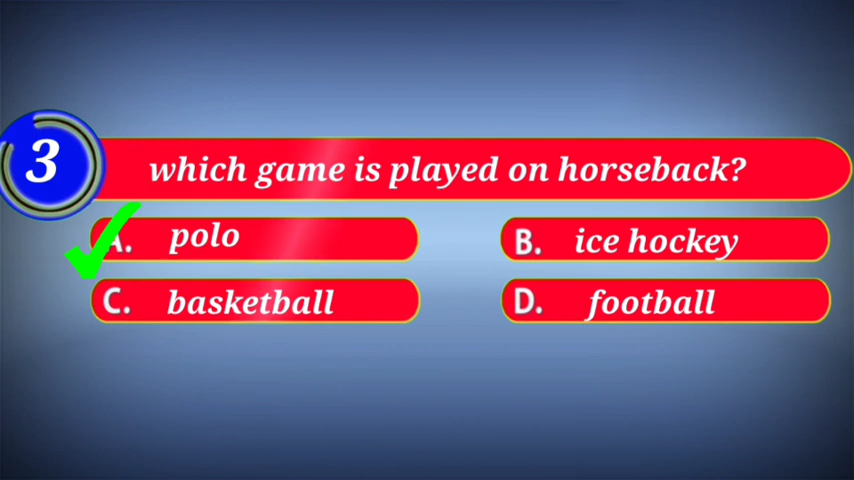 3
which game is played on horseback?
A. polo
B. ice hockey
C. basketball
D. football